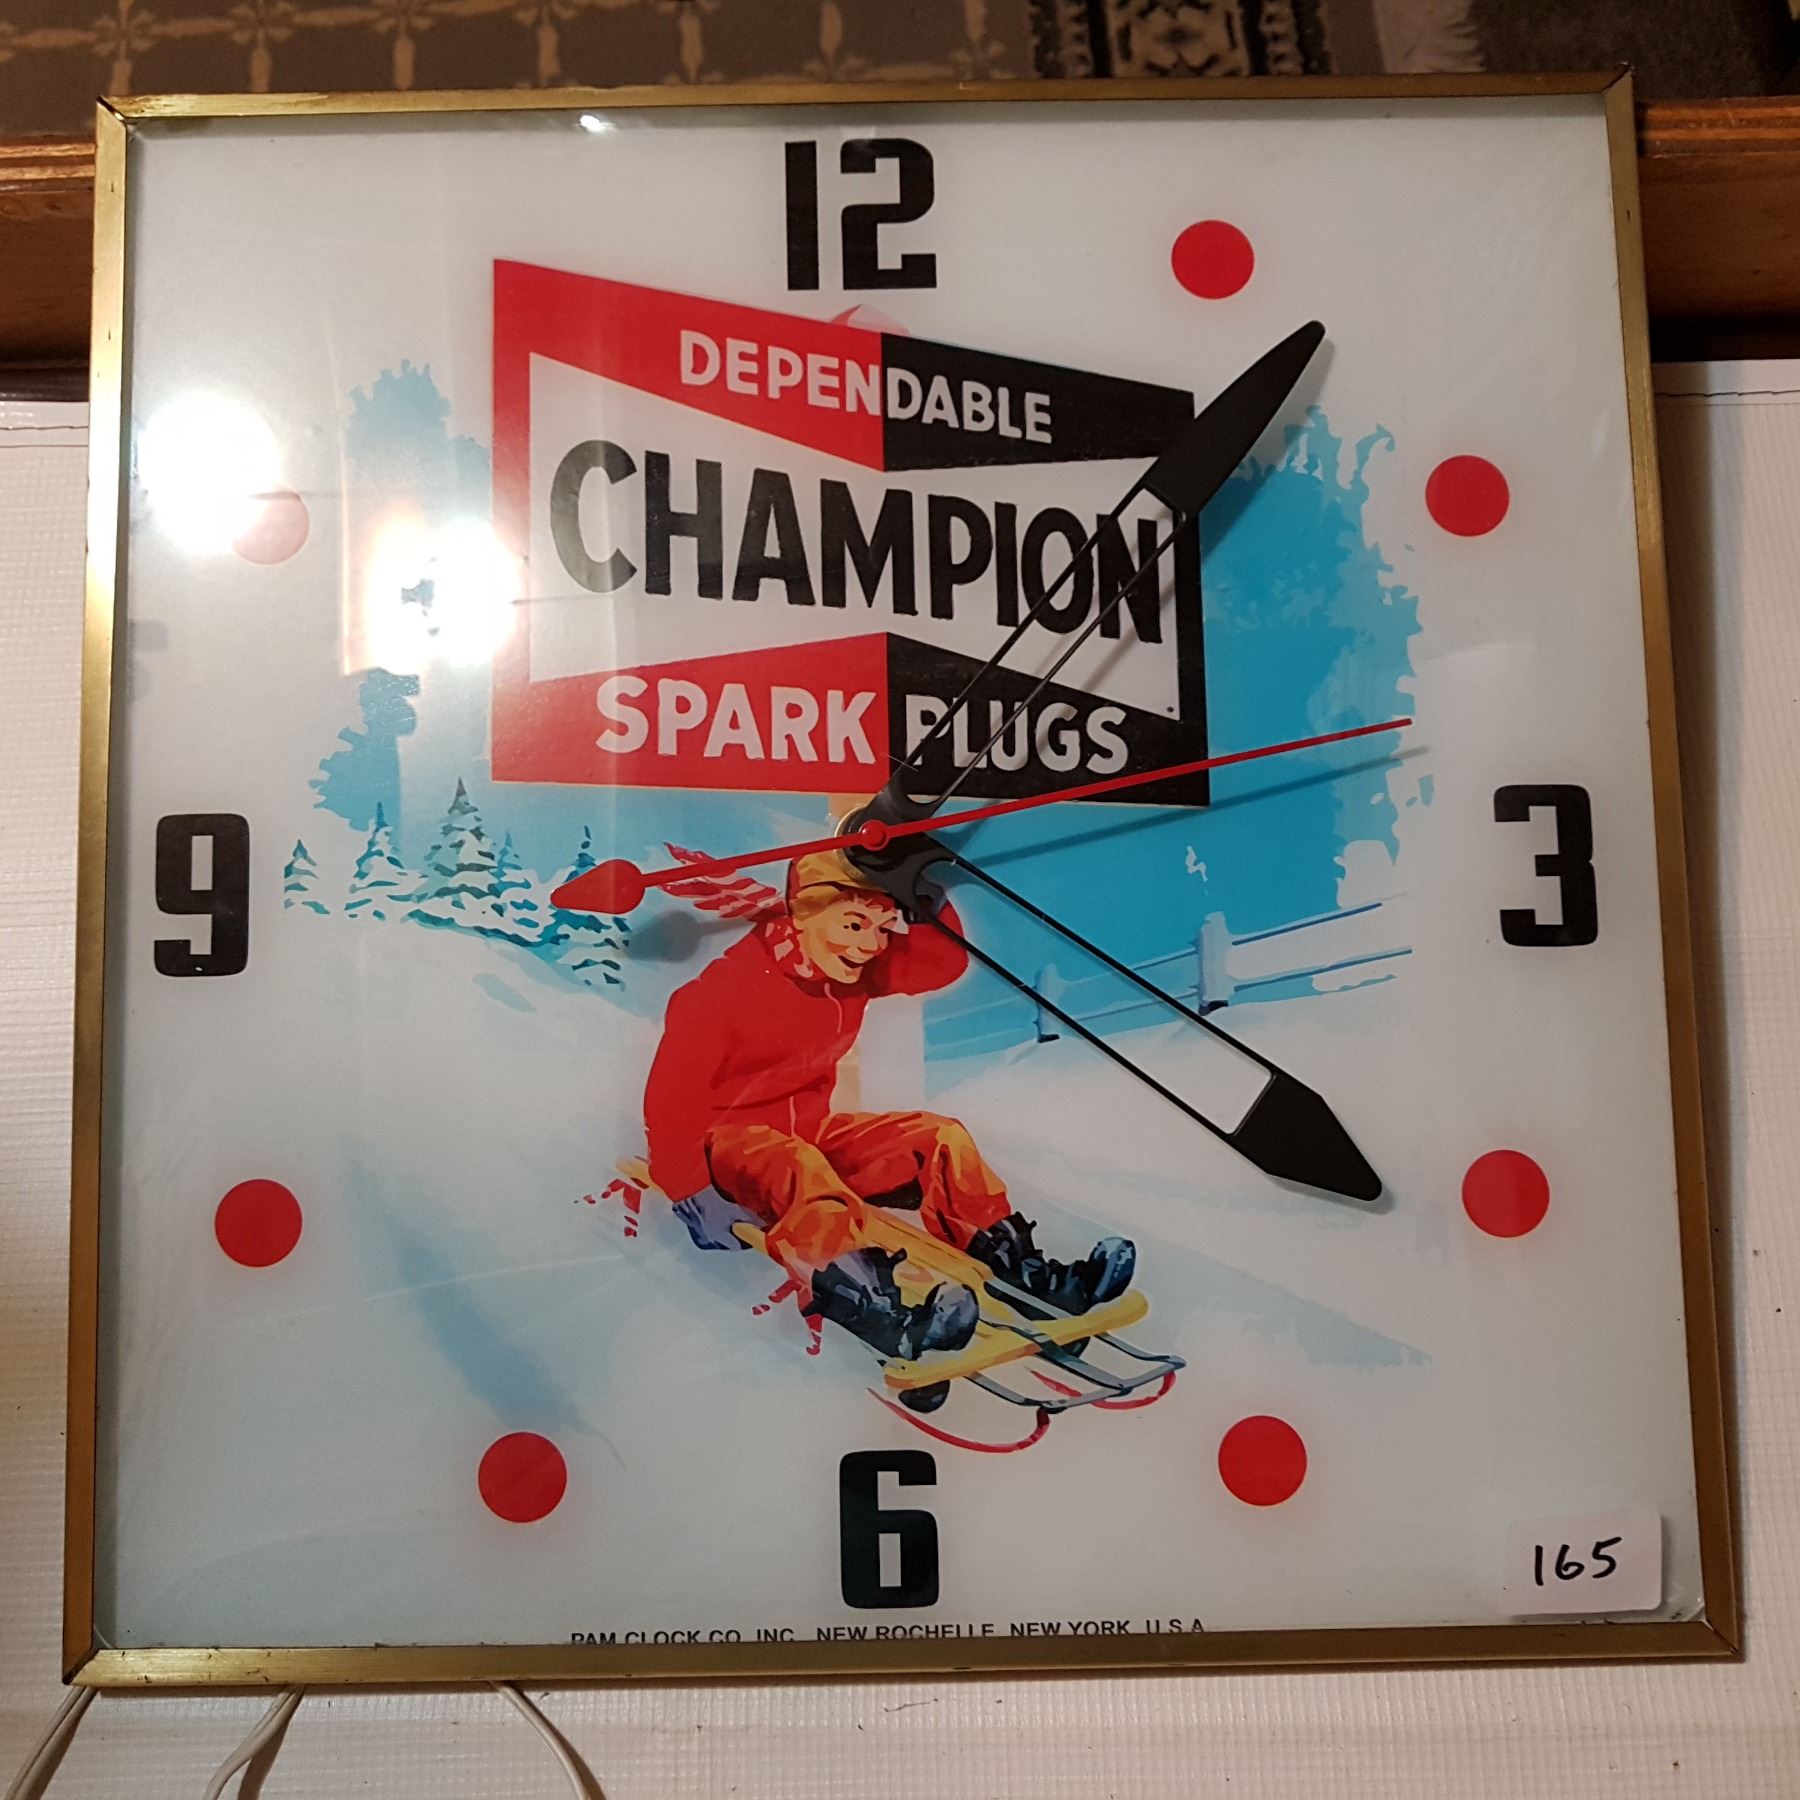 12
DEPENDABLE
CHAMPION
SPARK PLUGS
9
3
6
165
PAM CLOCK CO. INC. NEW ROCHELLE, NEW YORK U.S.A.